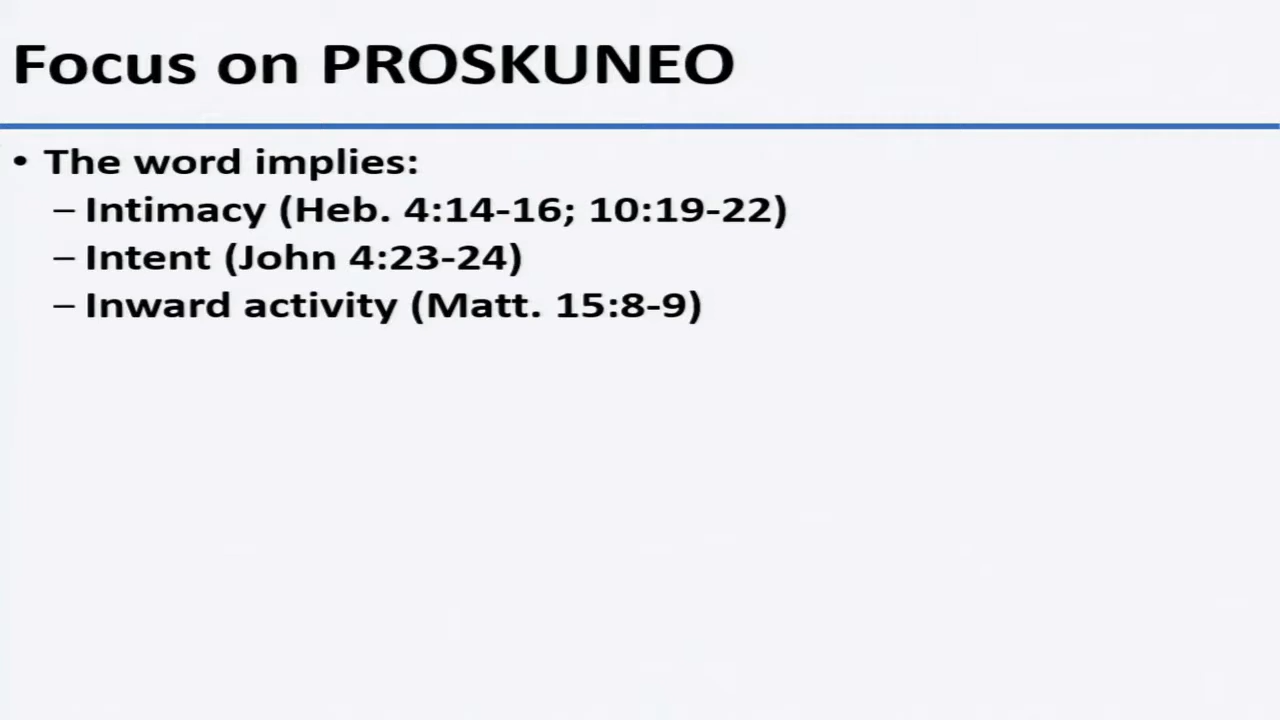 Focus on PROSKUNEO
• The word implies:
– Intimacy (Heb. 4:14-16; 10:19-22)
– Intent (John 4:23-24)
– Inward activity (Matt. 15:8-9)